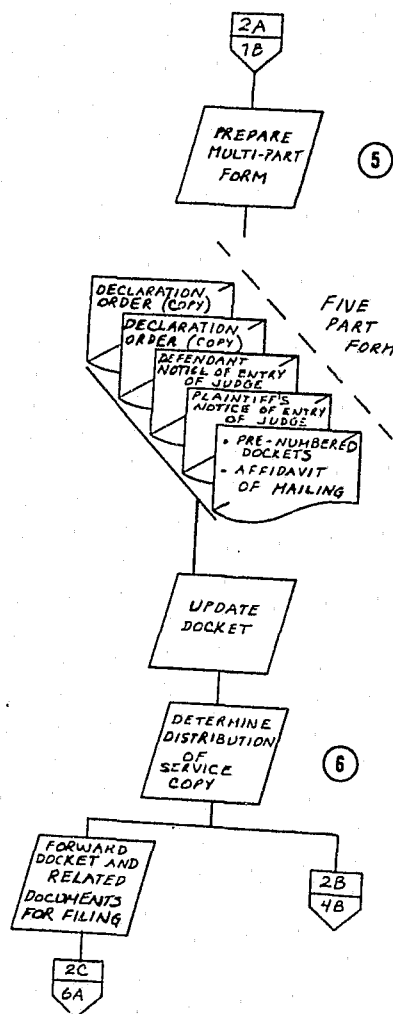 2A
1B
PREPARE
MULTI-PART
FORM
5
FIVE
PART
FORM
DECLARATION
ORDER (COPY)
DECLARATION
ORDER (COPY)
DEFENDANT
NOTICE OF ENTRY
OF JUDGE
PLAINTIFF'S
NOTICE OF ENTRY
OF JUDGE
• PRE-NUMBERED
DOCKETS
- AFFIDAVIT
OF MAILING
UPDATE
DOCKET
DETERMINE
DISTRIBUTION
OF
SERVICE
COPY
6
FORWARD
DOCKET AND
RELATED
DOCUMENTS
FOR FILING
2B
4B
2C
6A